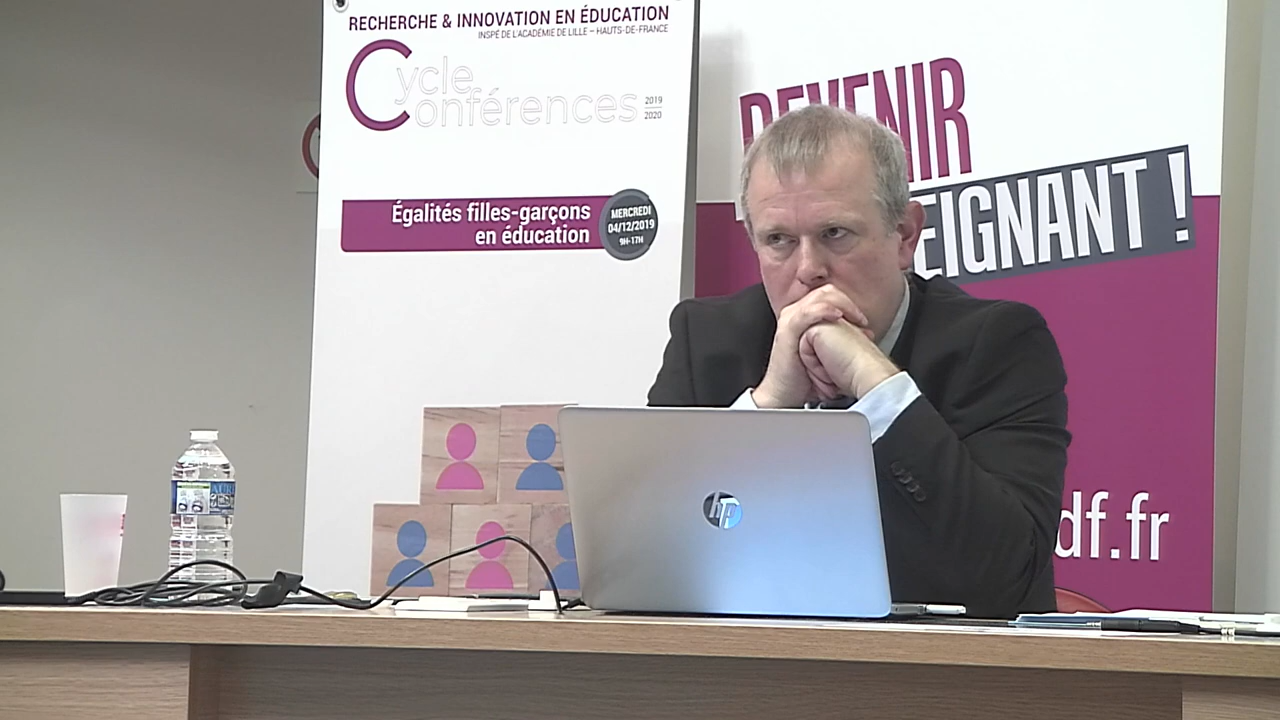 RECHERCHE & INNOVATION EN ÉDUCATION
INSPÉ DE L'ACADÉMIE DE LILLE – HAUTS-DE-FRANCE
Cycle
Conférences
2019
2020
Égalités filles-garçons
en éducation
MERCREDI
04/12/2019
9H-17H
DEVENIR
EIGNANT !
df.fr
hp